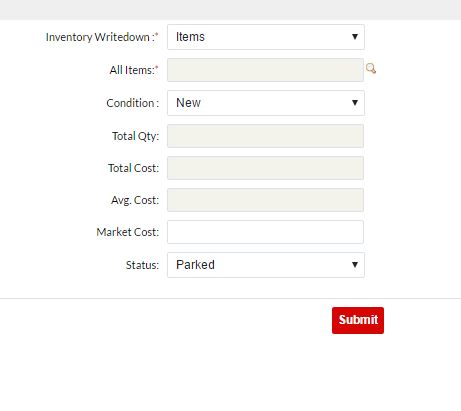 Inventory Writedown :* Items
All Items:*
Condition : New
Total Qty:
Total Cost:
Avg. Cost:
Market Cost:
Status: Parked
Submit